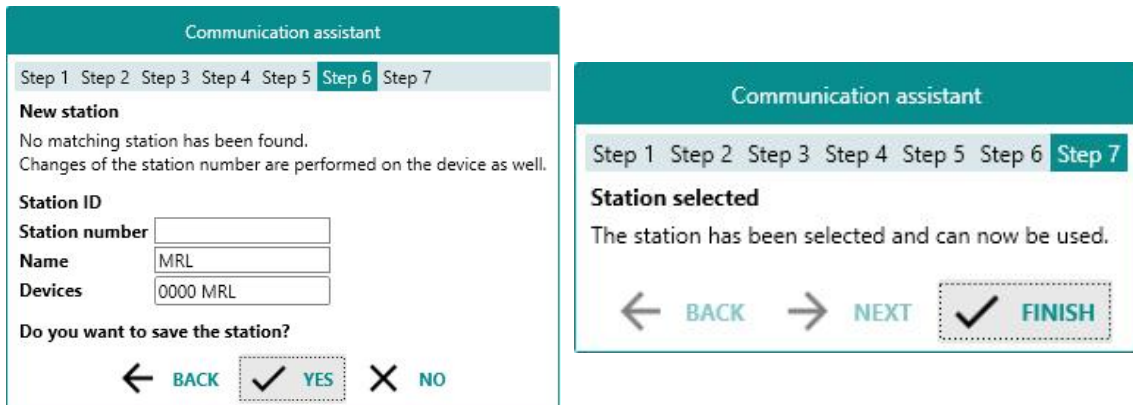 Communication assistant
Step 1 Step 2 Step 3 Step 4 Step 5 Step 6 Step 7
New station
No matching station has been found.
Changes of the station number are performed on the device as well.
Station ID
Station number
Name MRL
Devices 0000 MRL
Do you want to save the station?
BACK YES NO
Communication assistant
Step 1 Step 2 Step 3 Step 4 Step 5 Step 6 Step 7
Station selected
The station has been selected and can now be used.
BACK NEXT FINISH